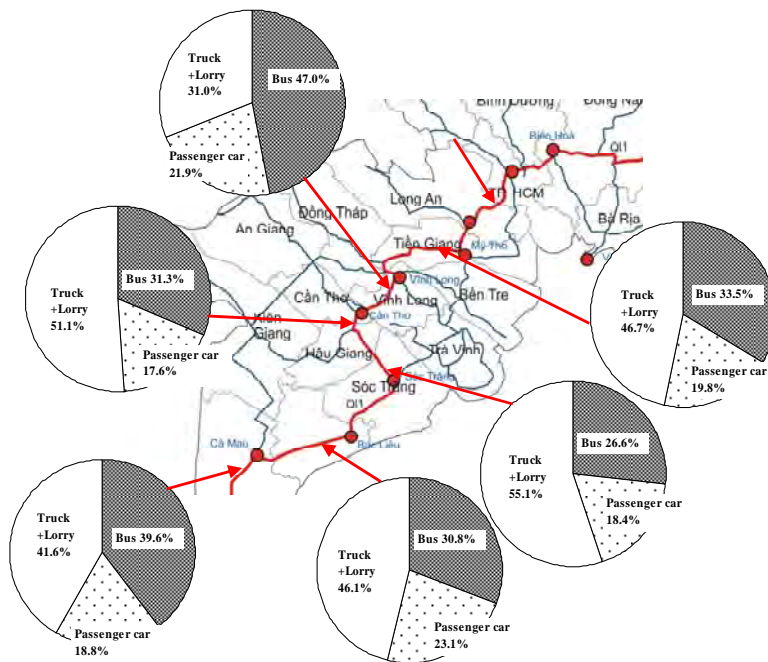 Truck
+Lorry
31.0%
Bus 47.0%
Passenger car
21.9%
Đồng Nai
Biên Hoà
QL1
TP. HCM
Long An
Đồng Tháp
An Giang
Bà Rịa
Tiền Giang
Mỹ Tho
Truck
+Lorry
51.1%
Bus 31.3%
Passenger car
17.6%
Vĩnh Long
Vĩnh Long
Bến Tre
Cần Thơ
Cần Thơ
Kiên
Giang
Hậu Giang
Trà Vinh
Truck
+Lorry
46.7%
Bus 33.5%
Passenger car
19.8%
Sóc Trăng
Sóc Trăng
QL1
Cà Mau
Bạc Liêu
Truck
+Lorry
55.1%
Bus 26.6%
Passenger car
18.4%
Truck
+Lorry
41.6%
Bus 39.6%
Passenger car
18.8%
Truck
+Lorry
46.1%
Bus 30.8%
Passenger car
23.1%